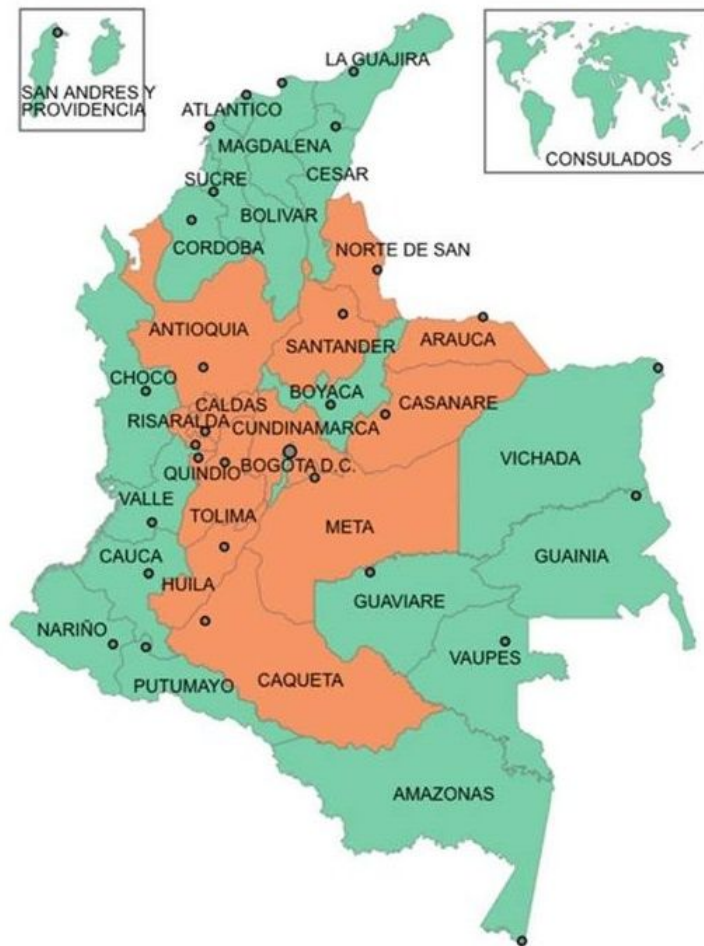 SAN ANDRES Y
PROVIDENCIA
CONSULADOS
LA GUAJIRA
ATLANTICO
MAGDALENA
CESAR
SUCRE
BOLIVAR
CORDOBA
NORTE DE SAN
ANTIOQUIA
SANTANDER
ARAUCA
CHOCO
BOYACA
CALDAS
CASANARE
RISARALDA
CUNDINAMARCA
QUINDIO
BOGOTA D.C.
VICHADA
VALLE
TOLIMA
META
CAUCA
GUAINIA
HUILA
GUAVIARE
NARIÑO
VAUPES
PUTUMAYO
CAQUETA
AMAZONAS